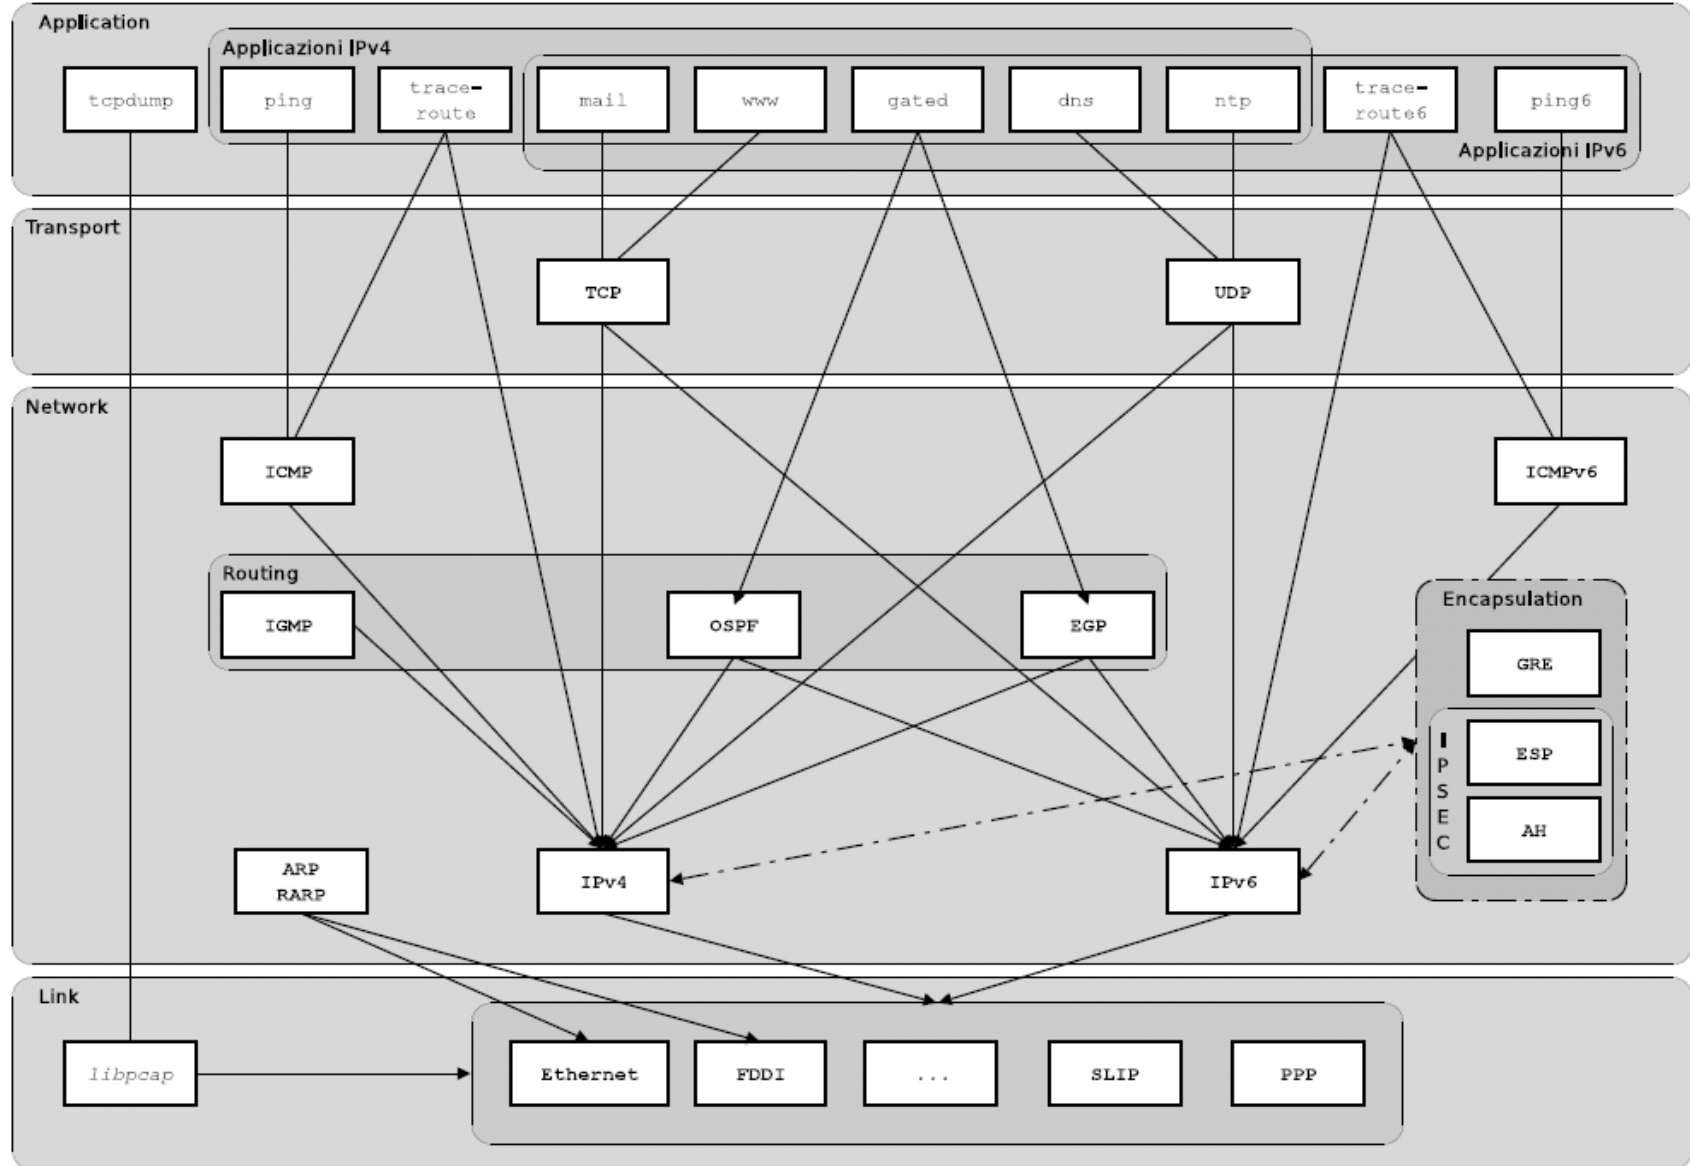 Application
Applicazioni IPv4
tcpdump
ping
trace-
route
mail
www
gated
dns
ntp
trace-
route6
ping6
Applicazioni IPv6
Transport
TCP
UDP
Network
ICMP
ICMPv6
Routing
IGMP
OSPF
EGP
Encapsulation
GRE
I
P
S
E
C
ESP
AH
ARP
RARP
IPv4
IPv6
Link
libpcap
Ethernet
FDDI
...
SLIP
PPP